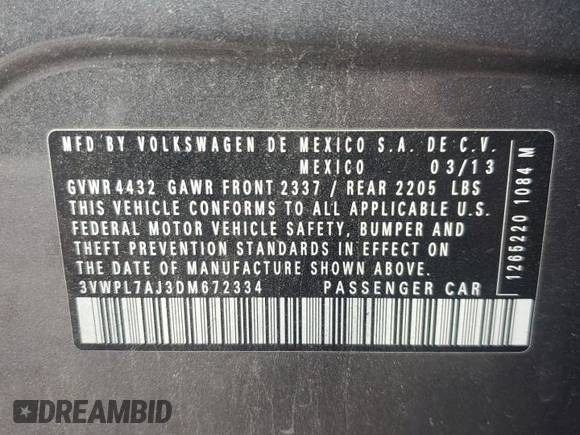 MFD BY VOLKSWAGEN DE MEXICO S.A. DE C.V.
MEXICO 03/13
GVWR 4432 GAWR FRONT 2337 / REAR 2205 LBS
THIS VEHICLE CONFORMS TO ALL APPLICABLE U.S.
FEDERAL MOTOR VEHICLE SAFETY, BUMPER AND
THEFT PREVENTION STANDARDS IN EFFECT ON
THE DATE OF MANUFACTURE SHOWN ABOVE.
3VWPL7AJ3DM672334 PASSENGER CAR
1265220 1084 M
DREAMBID